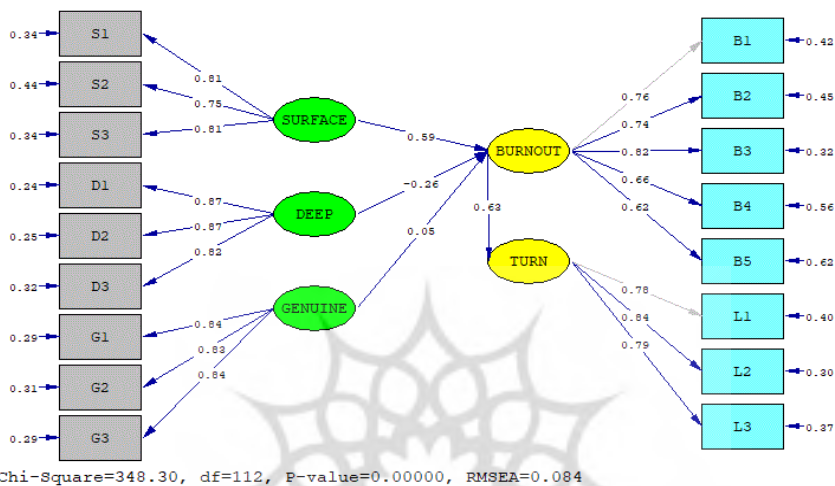 0.34
S1
0.44
S2
0.34
S3
0.24
D1
0.25
D2
0.32
D3
0.29
G1
0.31
G2
0.29
G3
0.81
0.75
0.81
0.87
0.87
0.82
0.84
0.83
0.84
SURFACE
DEEP
GENUINE
0.59
-0.26
0.05
BURNOUT
0.63
TURN
0.76
0.74
0.82
0.66
0.62
0.78
0.84
0.79
B1
0.42
B2
0.45
B3
0.32
B4
0.56
B5
0.62
L1
0.40
L2
0.30
L3
0.37
Chi-Square=348.30, df=112, P-value=0.00000, RMSEA=0.084